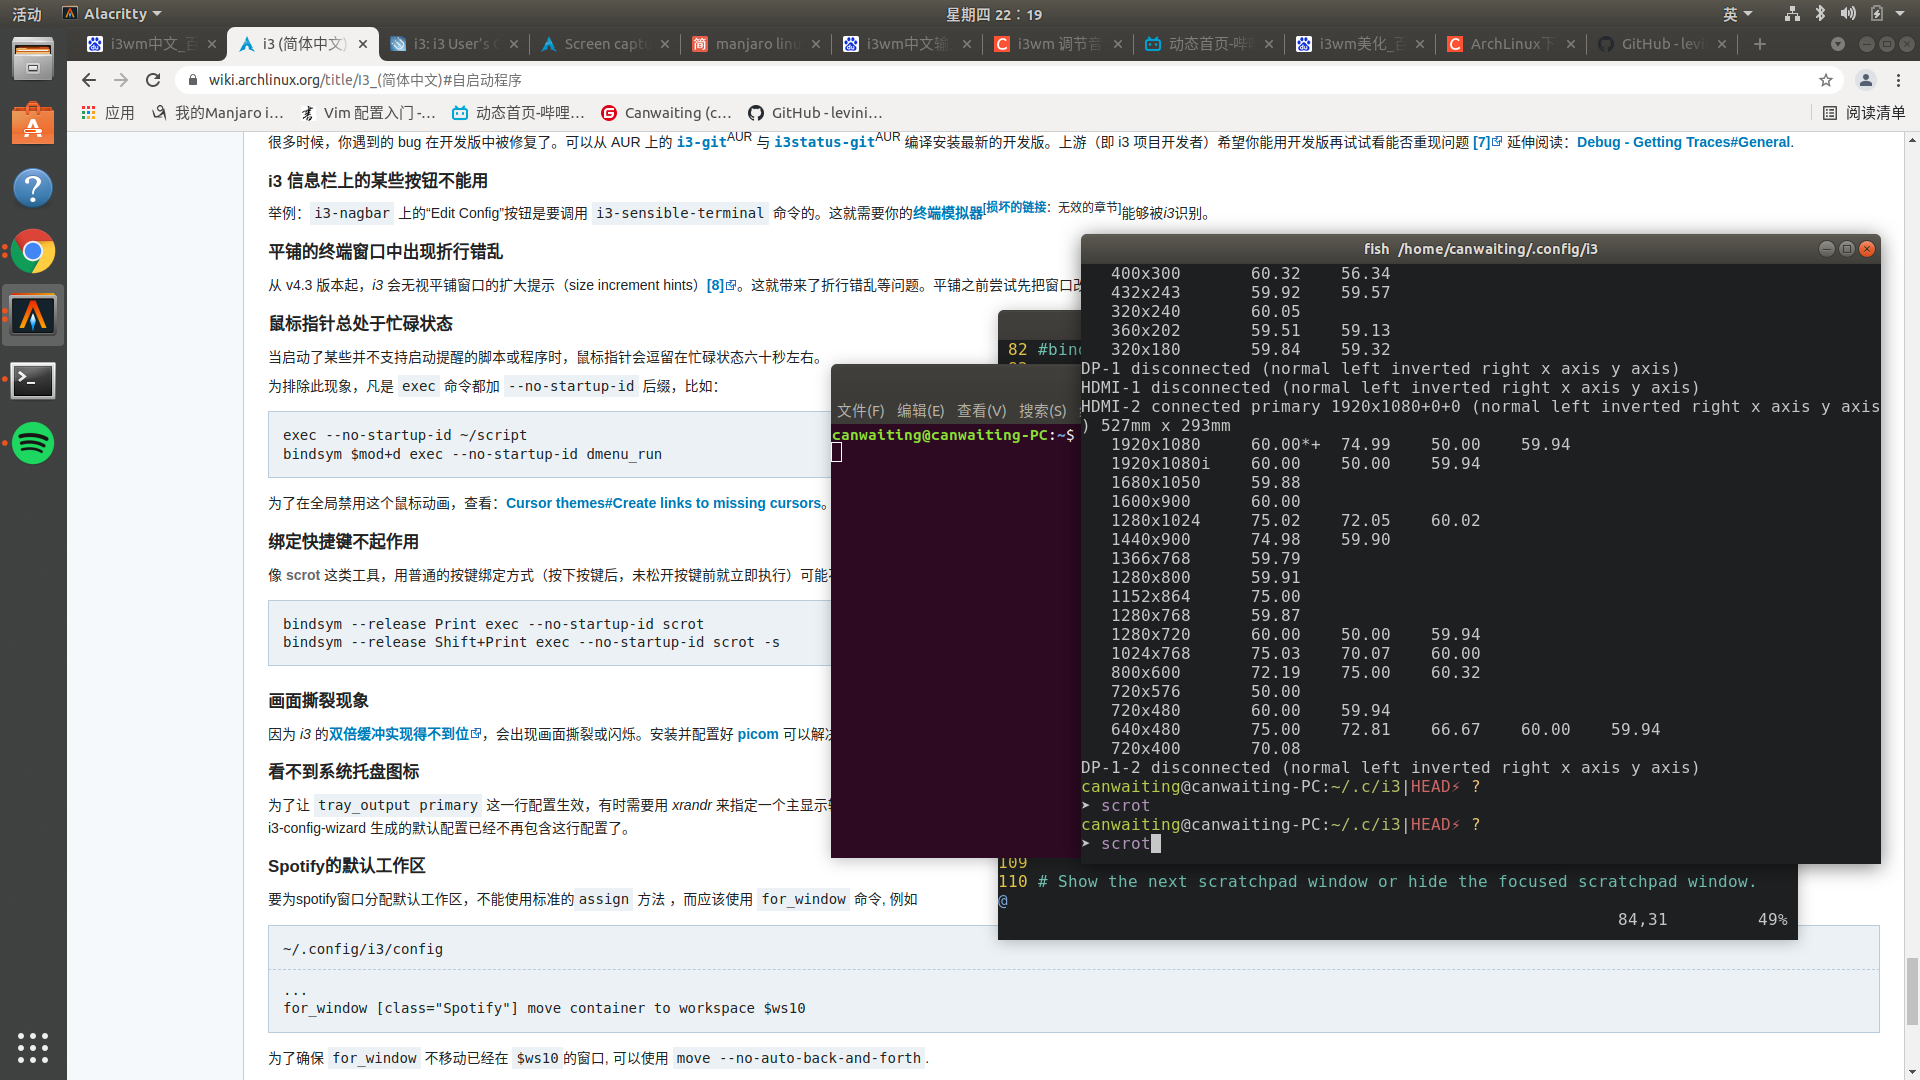 活动 Alacritty 星期四 22：19 英
i3wm中文_百 i3 (简体中文) i3: i3 User's Screen captu manjaro linu i3wm中文输 i3wm 调节音 动态首页-哔 i3wm美化_百 ArchLinux下 GitHub - levi
wiki.archlinux.org/title/I3_(简体中文)#自启动程序
应用 我的Manjaro i… Vim 配置入门 -… 动态首页-哔哩… Canwaiting (c… GitHub - levini… 阅读清单
很多时候，你遇到的 bug 在开发版中被修复了。可以从 AUR 上的 i3-gitAUR 与 i3status-gitAUR 编译安装最新的开发版。上游（即 i3 项目开发者）希望你能用开发版再试试看能否重现问题 [7] 延伸阅读：Debug - Getting Traces#General.
i3 信息栏上的某些按钮不能用
举例： i3-nagbar 上的“Edit Config”按钮是要调用 i3-sensible-terminal 命令的。这就需要你的终端模拟器[损坏的链接：无效的章节]能够被i3识别。
平铺的终端窗口中出现折行错乱
从 v4.3 版本起，i3 会无视平铺窗口的扩大提示（size increment hints）[8]。这就带来了折行错乱等问题。平铺之前尝试先把窗口改
鼠标指针总处于忙碌状态
当启动了某些并不支持启动提醒的脚本或程序时，鼠标指针会逗留在忙碌状态六十秒左右。
为排除此现象，凡是 exec 命令都加 --no-startup-id 后缀，比如：
exec --no-startup-id ~/script
bindsym $mod+d exec --no-startup-id dmenu_run
为了在全局禁用这个鼠标动画，查看：Cursor themes#Create links to missing cursors。
绑定快捷键不起作用
像 scrot 这类工具，用普通的按键绑定方式（按下按键后，未松开按键前就立即执行）可能
bindsym --release Print exec --no-startup-id scrot
bindsym --release Shift+Print exec --no-startup-id scrot -s
画面撕裂现象
因为 i3 的双倍缓冲实现得不到位，会出现画面撕裂或闪烁。安装并配置好 picom 可以解决
看不到系统托盘图标
为了让 tray_output primary 这一行配置生效，有时需要用 xrandr 来指定一个主显示
i3-config-wizard 生成的默认配置已经不再包含这行配置了。
Spotify的默认工作区
要为spotify窗口分配默认工作区，不能使用标准的 assign 方法 ，而应该使用 for_window 命令, 例如
~/.config/i3/config
...
for_window [class="Spotify"] move container to workspace $ws10
为了确保 for_window 不移动已经在 $ws10 的窗口, 可以使用 move --no-auto-back-and-forth .
82 #bind
文件(F) 编辑(E) 查看(V) 搜索(S)
canwaiting@canwaiting-PC:~$
109
110 # Show the next scratchpad window or hide the focused scratchpad window.
@
84,31 49%
fish /home/canwaiting/.config/i3
400x300 60.32 56.34
432x243 59.92 59.57
320x240 60.05
360x202 59.51 59.13
320x180 59.84 59.32
DP-1 disconnected (normal left inverted right x axis y axis)
HDMI-1 disconnected (normal left inverted right x axis y axis)
HDMI-2 connected primary 1920x1080+0+0 (normal left inverted right x axis y axis
) 527mm x 293mm
1920x1080 60.00*+ 74.99 50.00 59.94
1920x1080i 60.00 50.00 59.94
1680x1050 59.88
1600x900 60.00
1280x1024 75.02 72.05 60.02
1440x900 74.98 59.90
1366x768 59.79
1280x800 59.91
1152x864 75.00
1280x768 59.87
1280x720 60.00 50.00 59.94
1024x768 75.03 70.07 60.00
800x600 72.19 75.00 60.32
720x576 50.00
720x480 60.00 59.94
640x480 75.00 72.81 66.67 60.00 59.94
720x400 70.08
DP-1-2 disconnected (normal left inverted right x axis y axis)
canwaiting@canwaiting-PC:~/.c/i3|HEAD⚡ ?
➤ scrot
canwaiting@canwaiting-PC:~/.c/i3|HEAD⚡ ?
➤ scrot